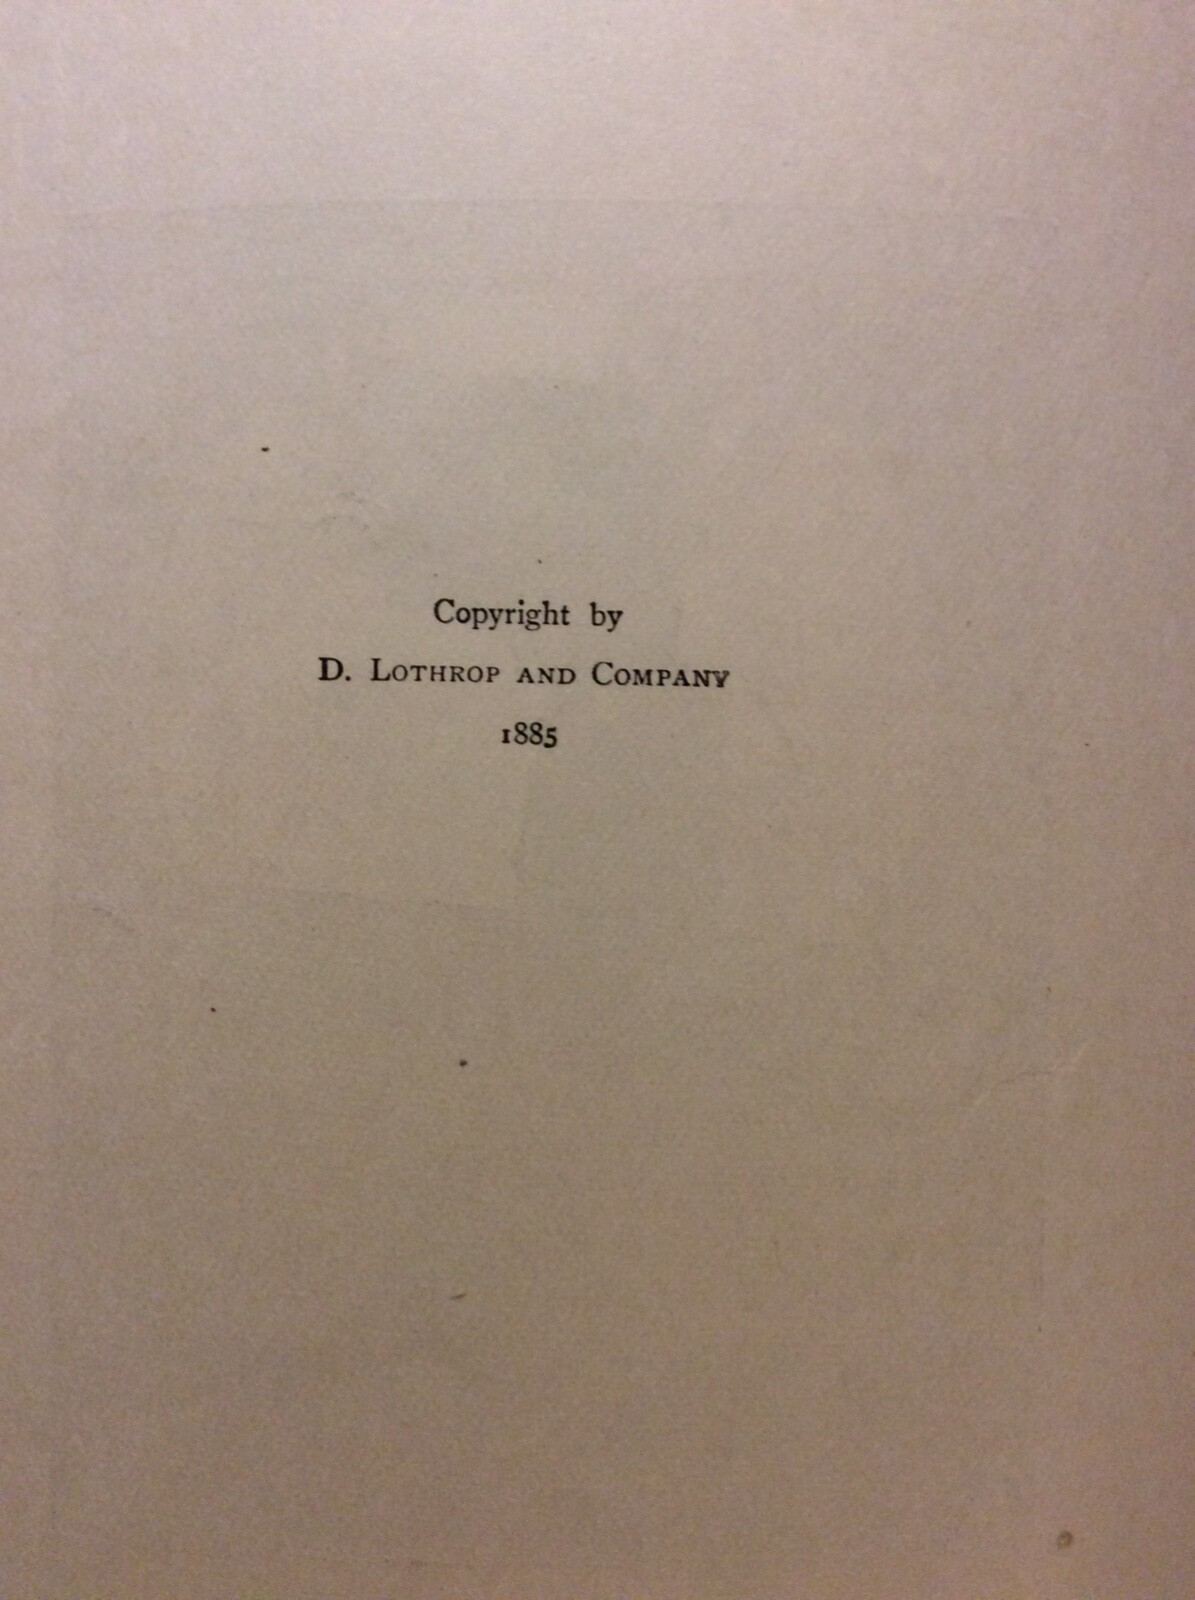 Copyright by
D. LOTHROP AND COMPANY
1885